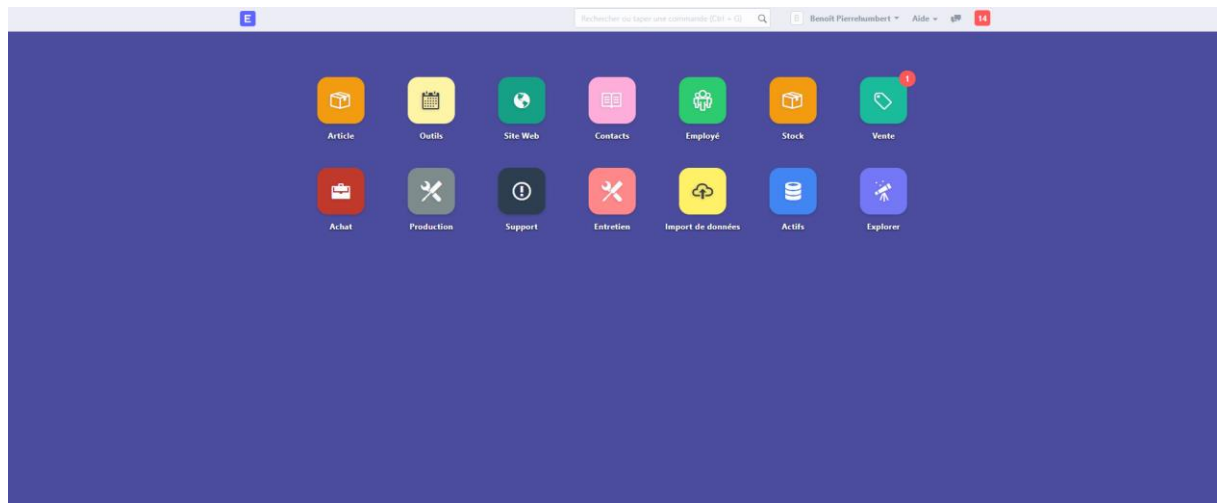 E
Rechercher ou taper une commande (Ctrl + G)
Benoît Pierrehumbert
Aide
14
1
Article
Outils
Site Web
Contacts
Employé
Stock
Vente
Achat
Production
Support
Entretien
Import de données
Actifs
Explorer